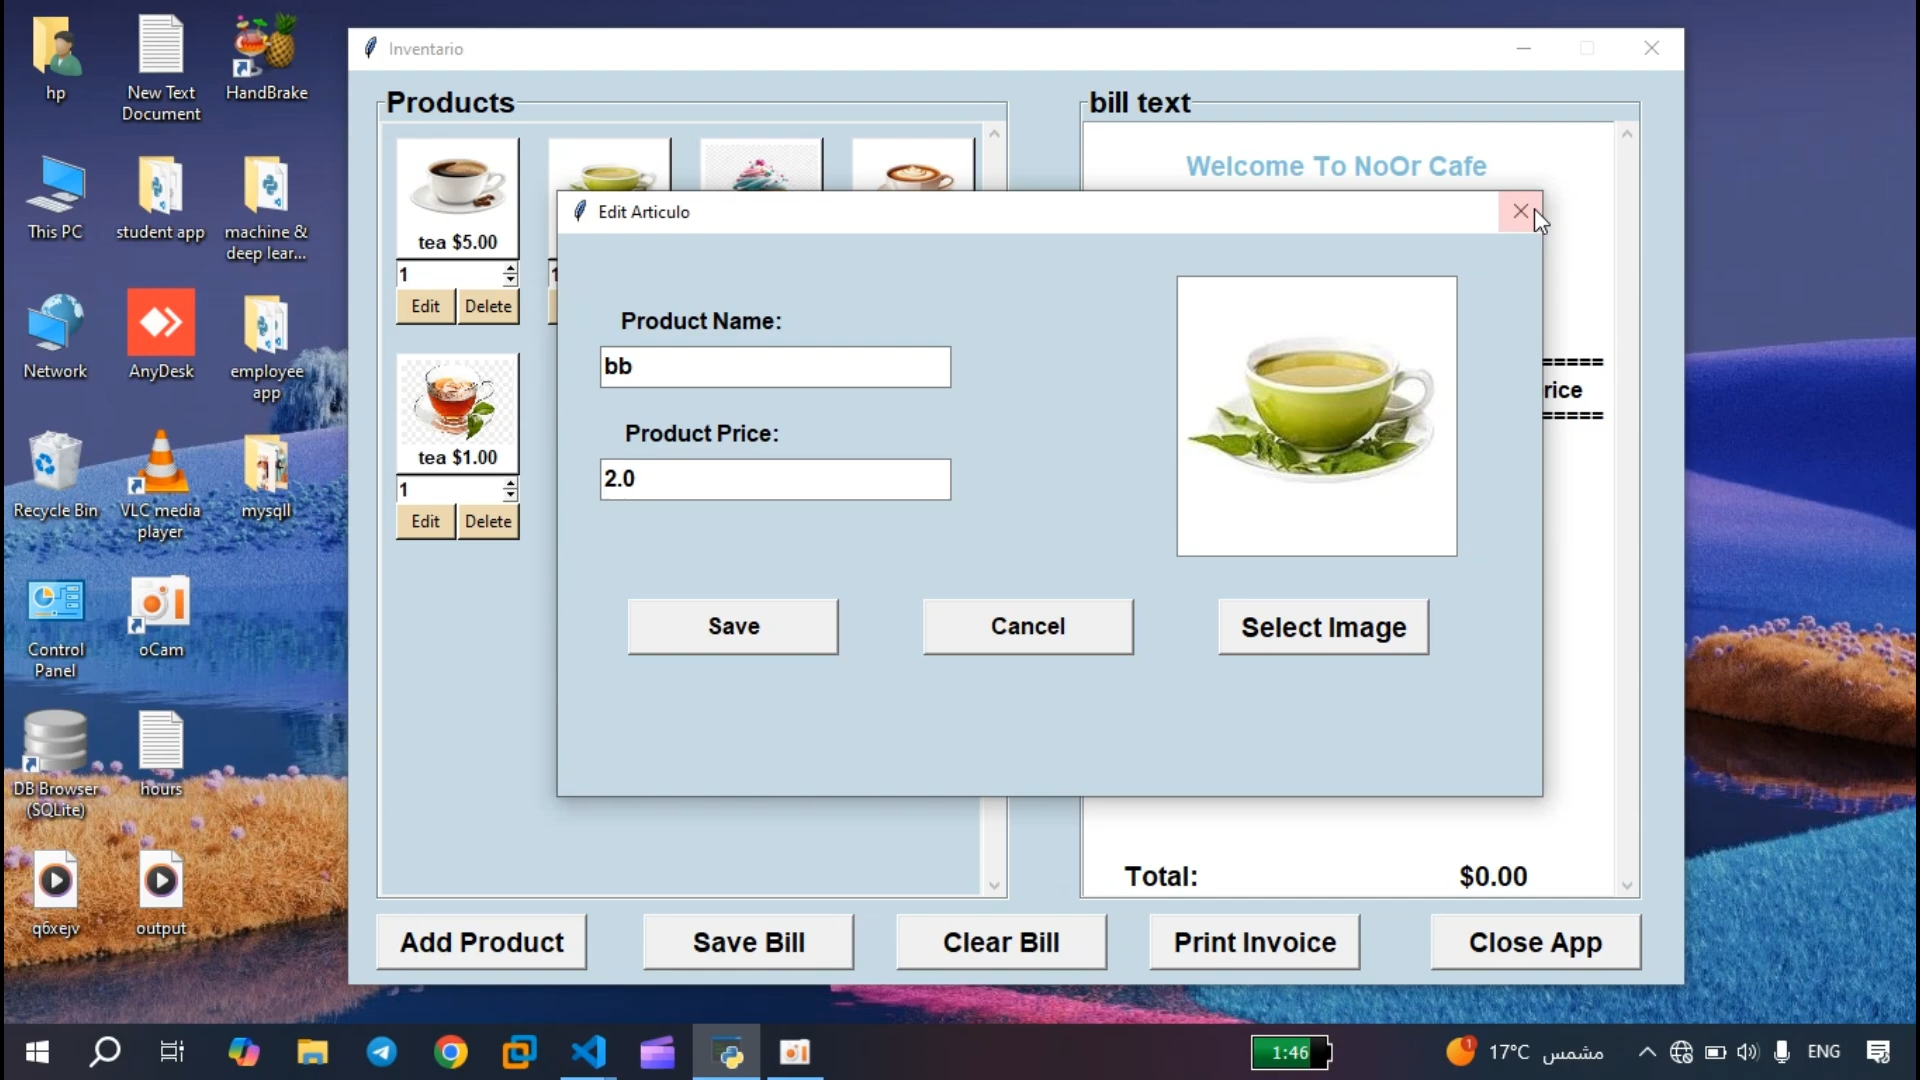 hp
New Text
Document
HandBrake
This PC
student app
machine &
deep lear...
Network
AnyDesk
employee
app
Recycle Bin
VLC media
player
mysqll
Control
Panel
oCam
DB Browser
(SQLite)
hours
q6xejv
output
Inventario
Products
tea $5.00
1
Edit
Delete
tea $1.00
1
Edit
Delete
bill text
Welcome To NoOr Cafe
=====
rice
=====
Total:
$0.00
Edit Articulo
Product Name:
bb
Product Price:
2.0
Save
Cancel
Select Image
Add Product
Save Bill
Clear Bill
Print Invoice
Close App
1:46
1
17°C
مشمس
ENG